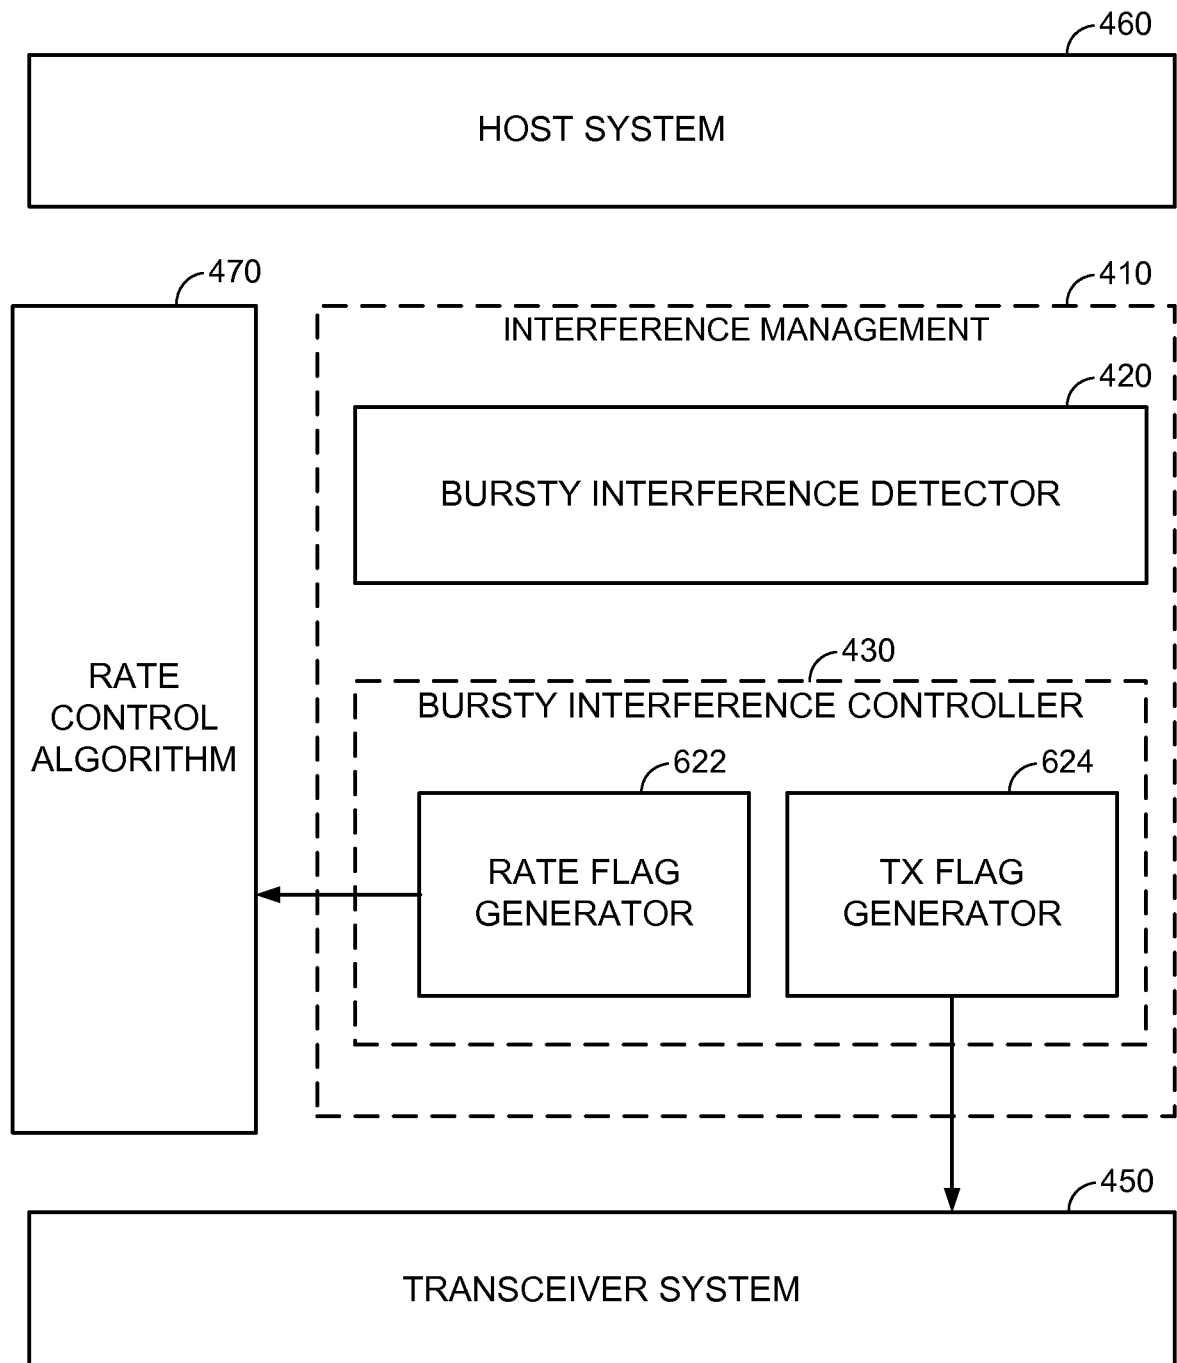 460
HOST SYSTEM
470
410
INTERFERENCE MANAGEMENT
420
BURSTY INTERFERENCE DETECTOR
430
BURSTY INTERFERENCE CONTROLLER
RATE
CONTROL
ALGORITHM
622
624
RATE FLAG
GENERATOR
TX FLAG
GENERATOR
450
TRANSCEIVER SYSTEM